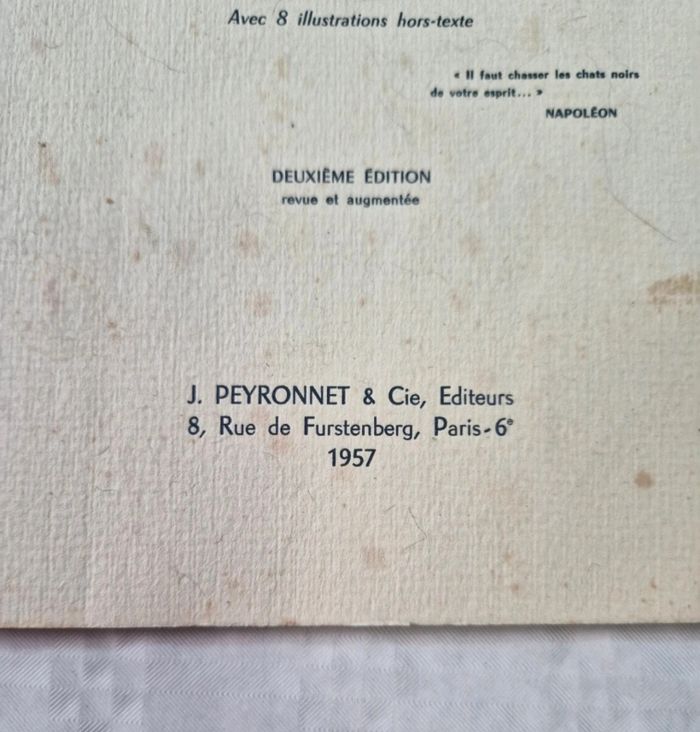 Avec 8 illustrations hors-texte
« Il faut chasser les chats noirs
de votre esprit... »
NAPOLÉON
DEUXIÈME ÉDITION
revue et augmentée
J. PEYRONNET & Cie, Editeurs
8, Rue de Furstenberg, Paris-6e
1957